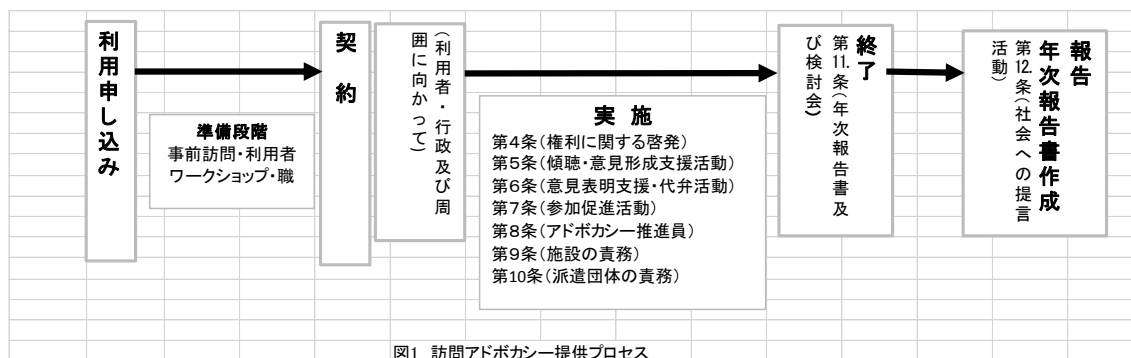 利用申し込み
準備段階
事前訪問・利用者
ワークショップ・職
契約
(利用者・行政及び周
囲に向かって)
実施
第4条(権利に関する啓発)
第5条(傾聴・意見形成支援活動)
第6条(意見表明支援・代弁活動)
第7条(参加促進活動)
第8条(アドボカシー推進員)
第9条(施設の責務)
第10条(派遣団体の責務)
終了
第11.条(年次報告書及
び検討会)
報告
年次報告書作成
第12.条(社会への提言
活動)
図1 訪問アドボカシー提供プロセス